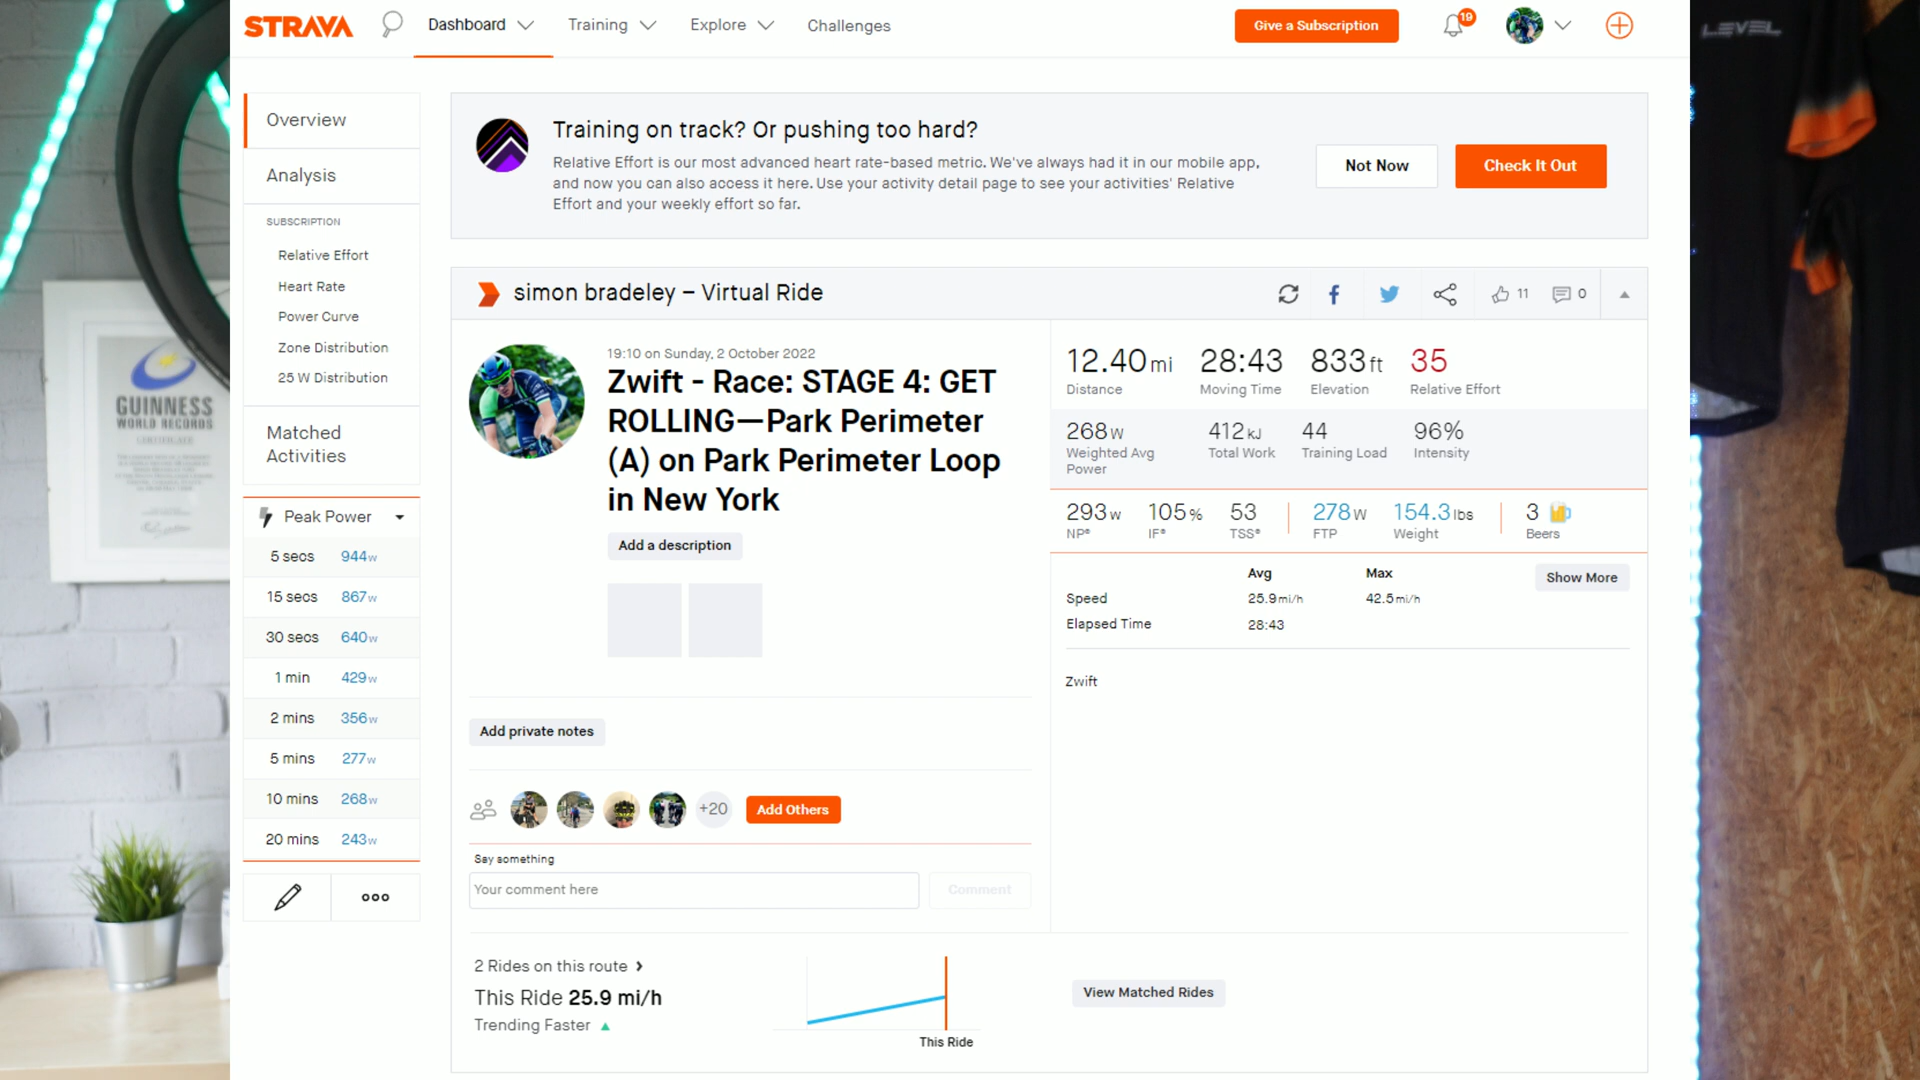 STRAVA
Dashboard
Training
Explore
Challenges
Give a Subscription
19
LEVEL
Overview
Analysis
SUBSCRIPTION
Relative Effort
Heart Rate
Power Curve
Zone Distribution
25 W Distribution
Matched
Activities
Peak Power
5 secs 944w
15 secs 867w
30 secs 640w
1 min 429w
2 mins 356w
5 mins 277w
10 mins 268w
20 mins 243w
GUINNESS
WORLD RECORDS
CERTIFICATE
Training on track? Or pushing too hard?
Relative Effort is our most advanced heart rate-based metric. We've always had it in our mobile app,
and now you can also access it here. Use your activity detail page to see your activities' Relative
Effort and your weekly effort so far.
Not Now
Check It Out
simon bradeley – Virtual Ride
11
0
19:10 on Sunday, 2 October 2022
Zwift - Race: STAGE 4: GET
ROLLING—Park Perimeter
(A) on Park Perimeter Loop
in New York
Add a description
Add private notes
+20
Add Others
Say something
Your comment here
Comment
12.40mi 28:43 833ft 35
Distance Moving Time Elevation Relative Effort
268W 412kJ 44 96%
Weighted Avg
Power
Total Work Training Load Intensity
293w 105% 53 278W 154.3lbs 3
NP® IF® TSS® FTP Weight Beers
Avg Max
Show More
Speed 25.9mi/h 42.5mi/h
Elapsed Time 28:43
Zwift
2 Rides on this route
This Ride 25.9 mi/h
Trending Faster
This Ride
View Matched Rides